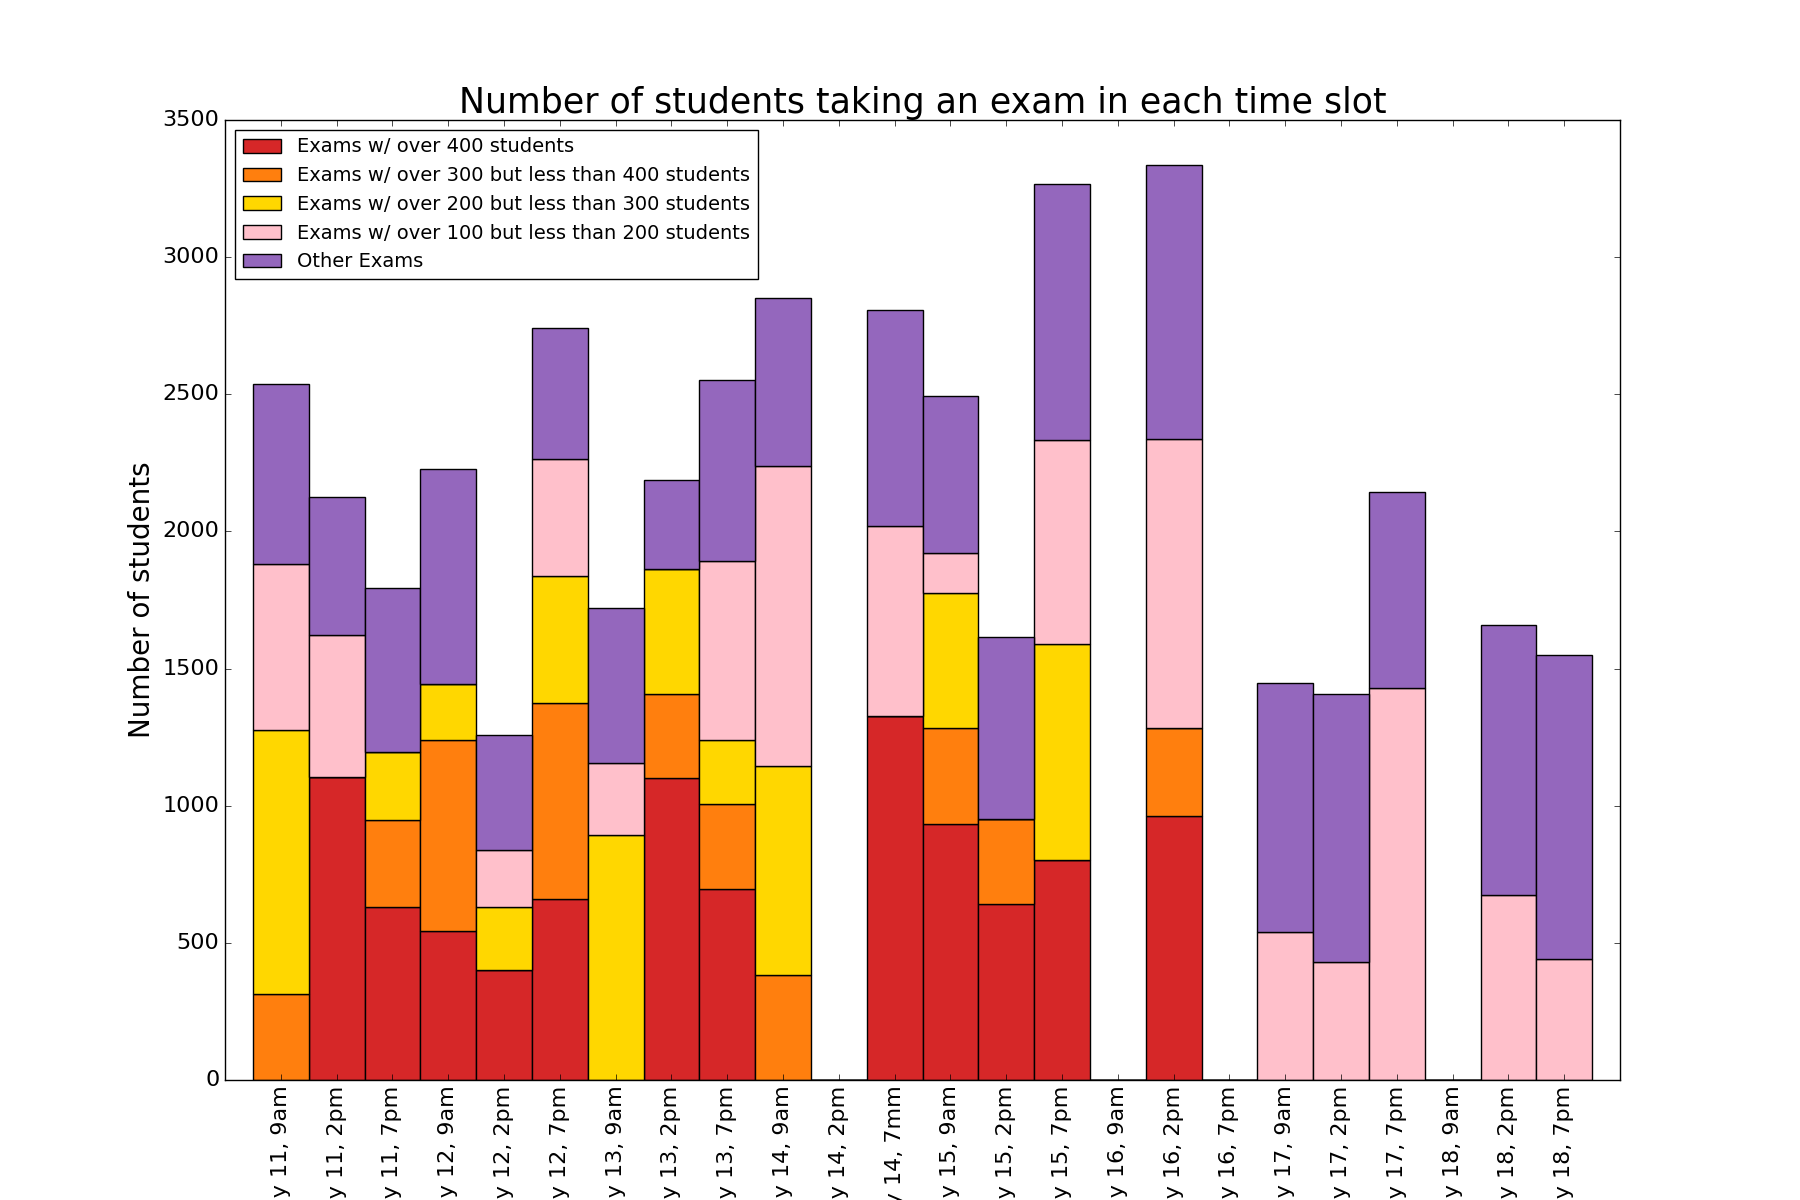 Number of students taking an exam in each time slot
3500
3000
2500
2000
1500
1000
500
0
Number of students
Exams w/ over 400 students
Exams w/ over 300 but less than 400 students
Exams w/ over 200 but less than 300 students
Exams w/ over 100 but less than 200 students
Other Exams
y 11, 9am
y 11, 2pm
y 11, 7pm
y 12, 9am
y 12, 2pm
y 12, 7pm
y 13, 9am
y 13, 2pm
y 13, 7pm
y 14, 9am
y 14, 2pm
y 14, 7mm
y 15, 9am
y 15, 2pm
y 15, 7pm
y 16, 9am
y 16, 2pm
y 16, 7pm
y 17, 9am
y 17, 2pm
y 17, 7pm
y 18, 9am
y 18, 2pm
y 18, 7pm